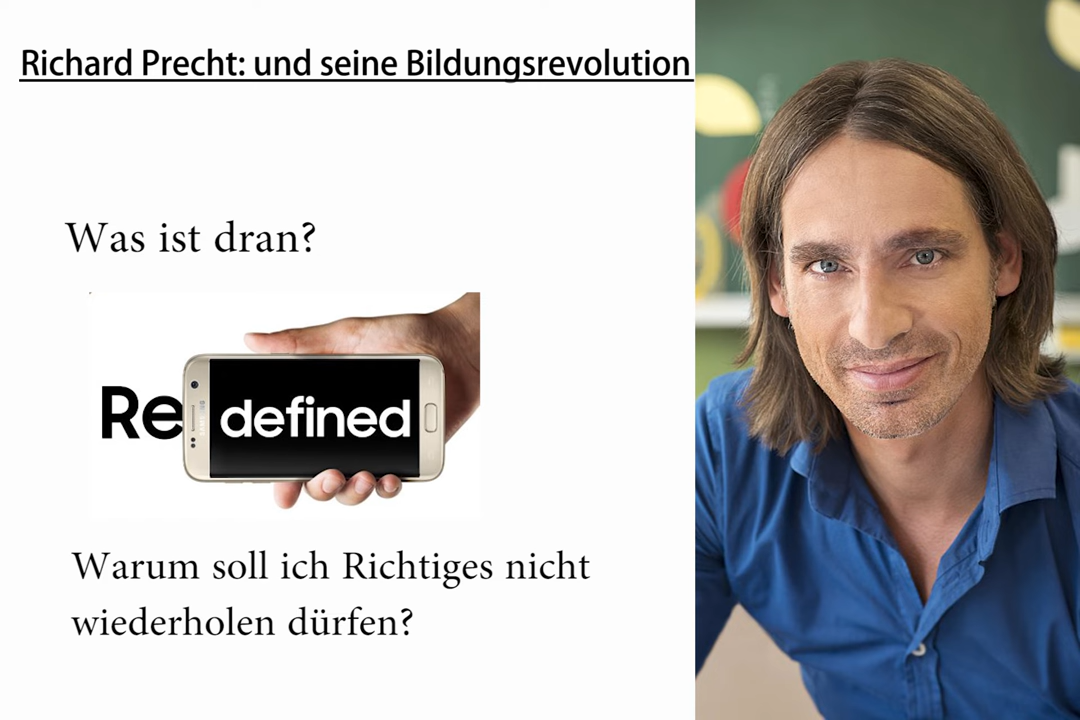 Richard Precht: und seine Bildungsrevolution
Was ist dran?
Re defined
Warum soll ich Richtiges nicht
wiederholen dürfen?